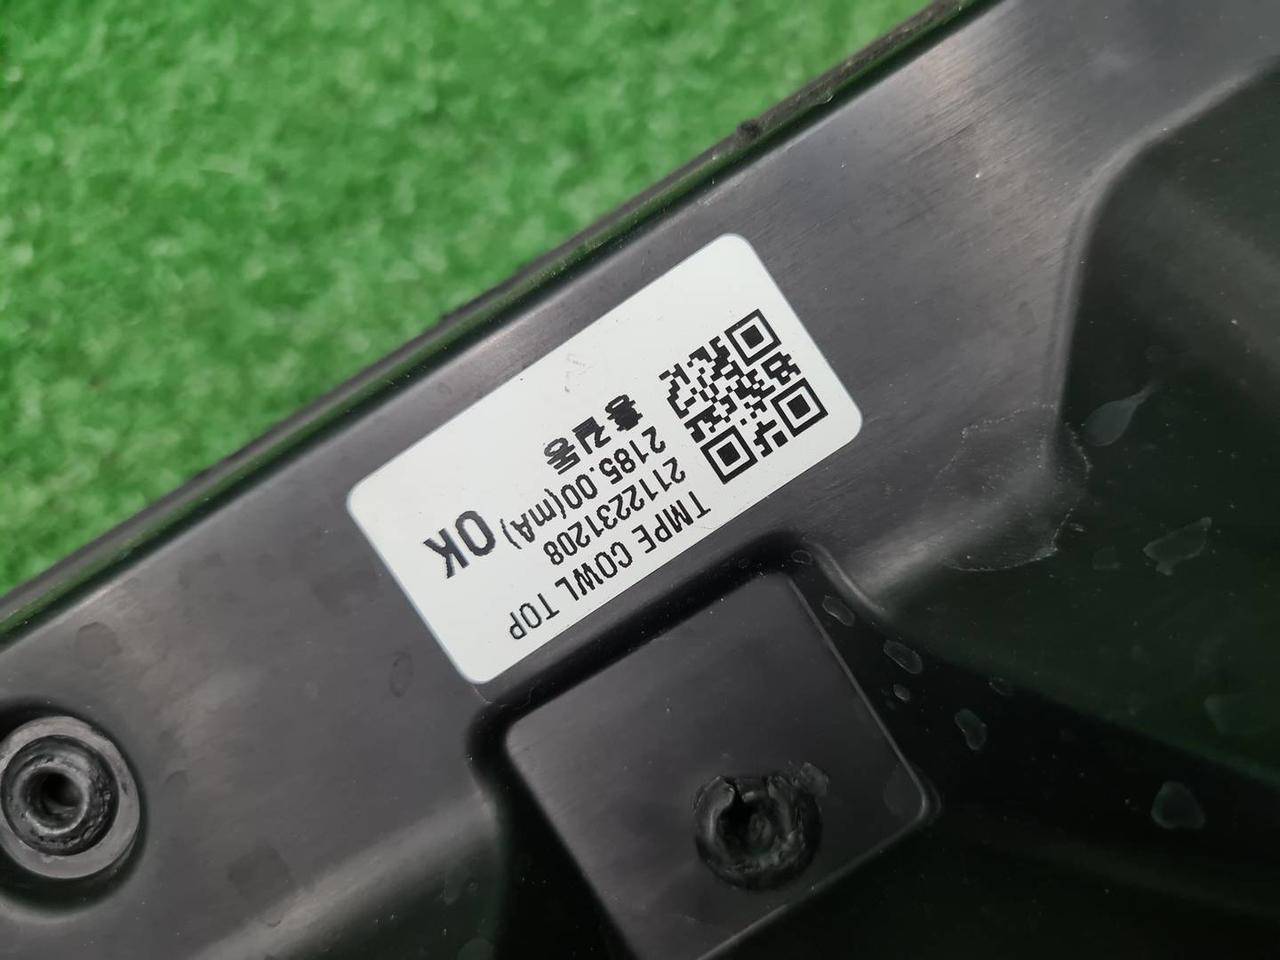 TMPE COWL TOP
2112231208
2185.00(mA)
홍길동
OK